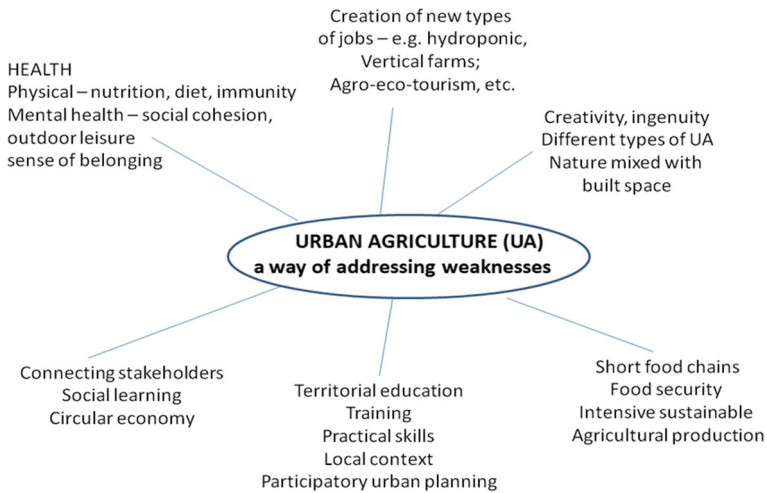 Creation of new types
of jobs – e.g. hydroponic,
Vertical farms;
Agro-eco-tourism, etc.
HEALTH
Physical – nutrition, diet, immunity
Mental health – social cohesion,
outdoor leisure
sense of belonging
Creativity, ingenuity
Different types of UA
Nature mixed with
built space
URBAN AGRICULTURE (UA)
a way of addressing weaknesses
Connecting stakeholders
Social learning
Circular economy
Territorial education
Training
Practical skills
Local context
Participatory urban planning
Short food chains
Food security
Intensive sustainable
Agricultural production